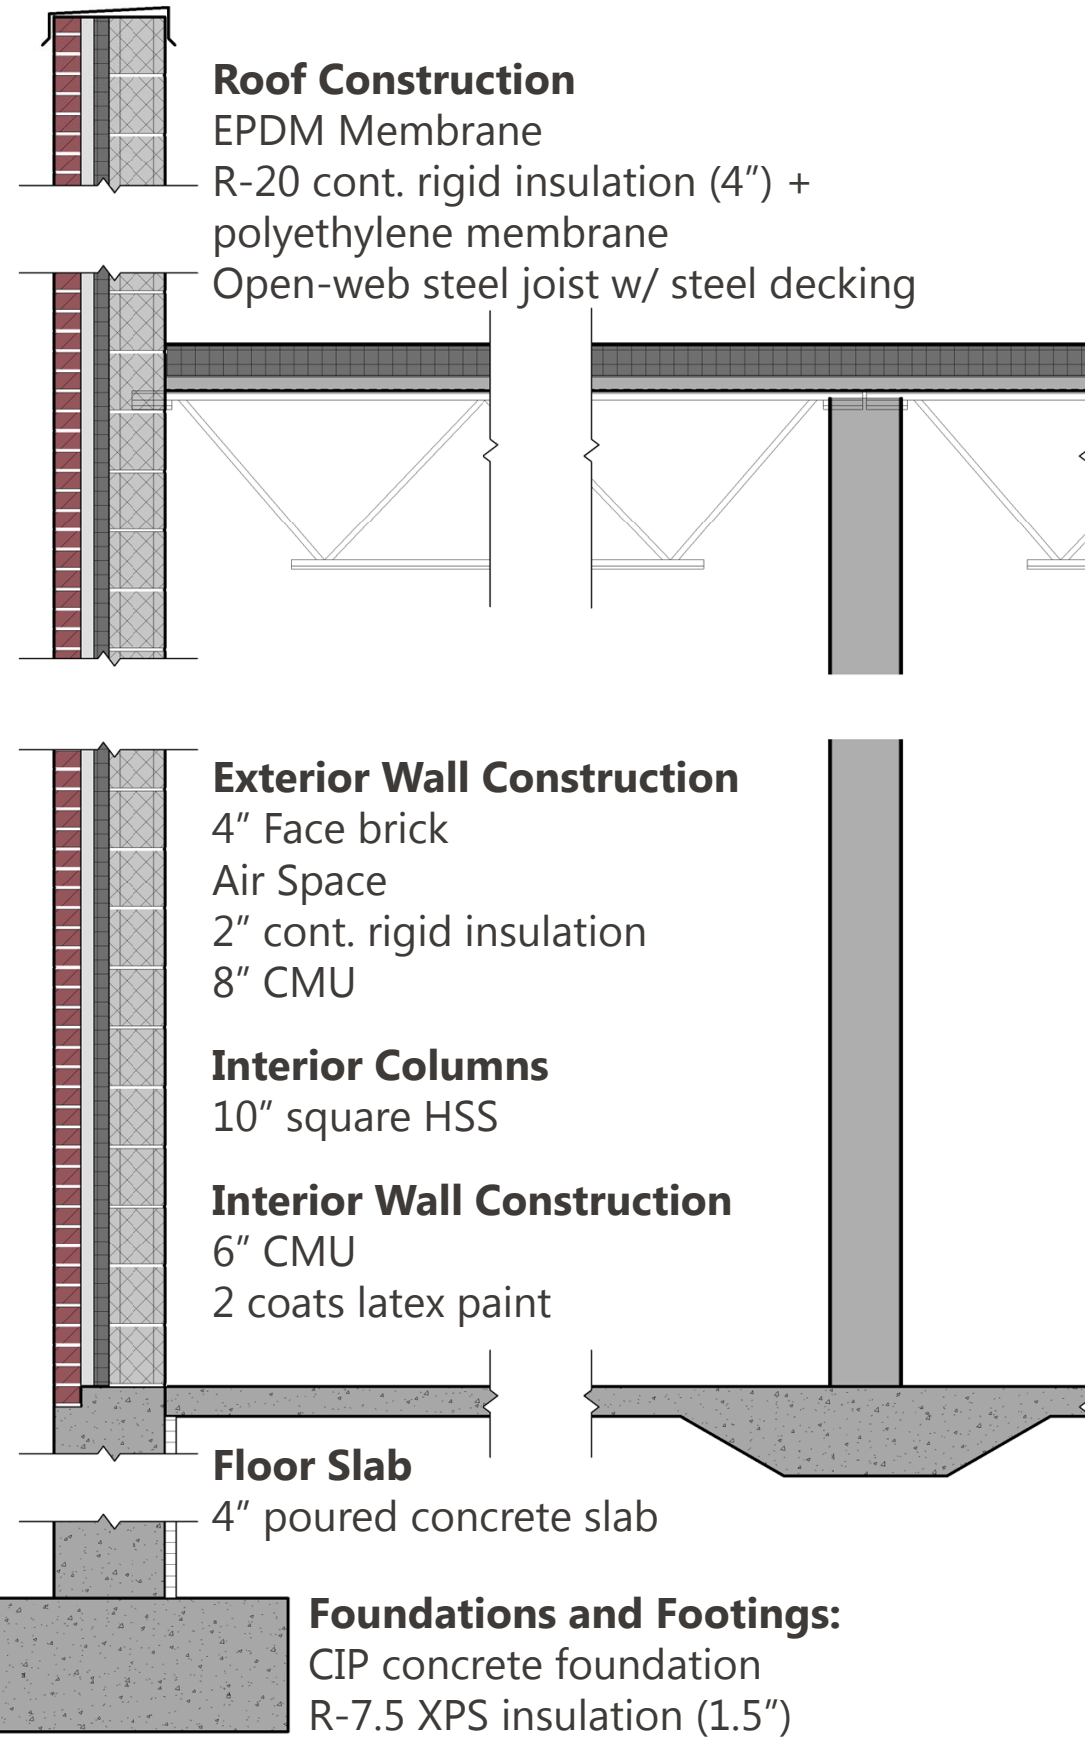 Roof Construction
EPDM Membrane
R-20 cont. rigid insulation (4”) +
polyethylene membrane
Open-web steel joist w/ steel decking
Exterior Wall Construction
4” Face brick
Air Space
2” cont. rigid insulation
8” CMU
Interior Columns
10” square HSS
Interior Wall Construction
6” CMU
2 coats latex paint
Floor Slab
4” poured concrete slab
Foundations and Footings:
CIP concrete foundation
R-7.5 XPS insulation (1.5”)